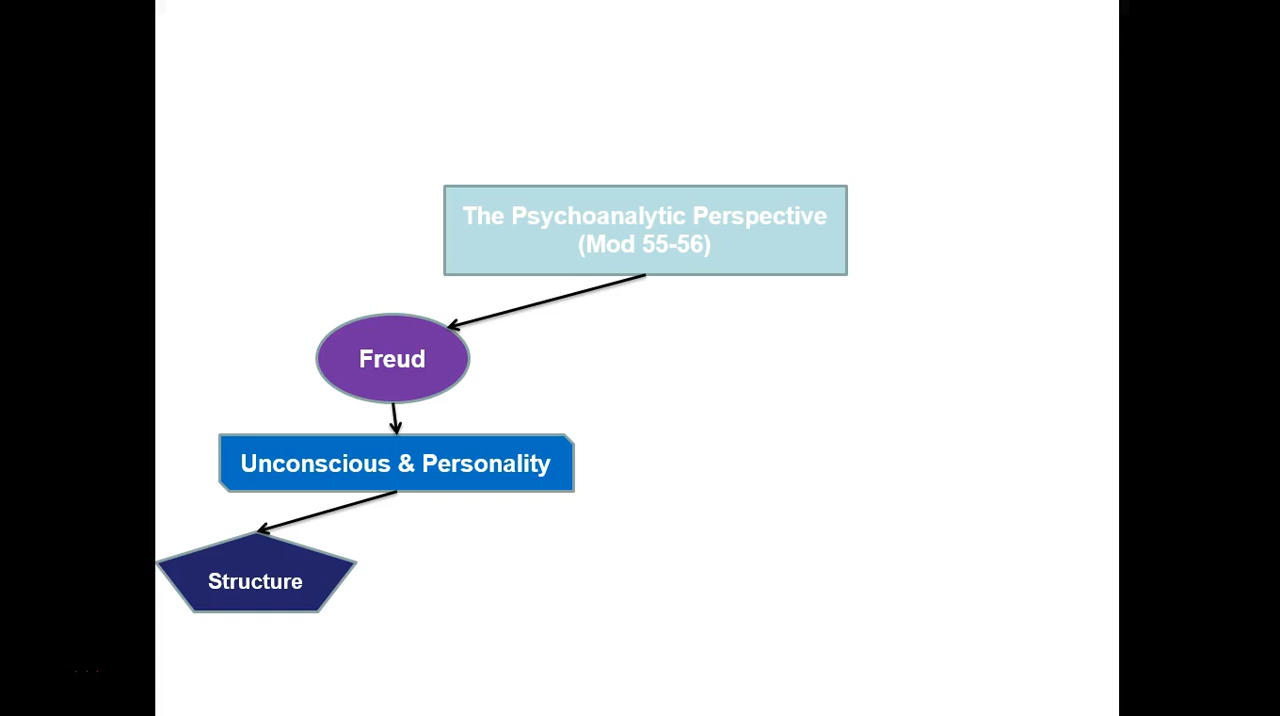 The Psychoanalytic Perspective
(Mod 55-56)
Freud
Unconscious & Personality
Structure